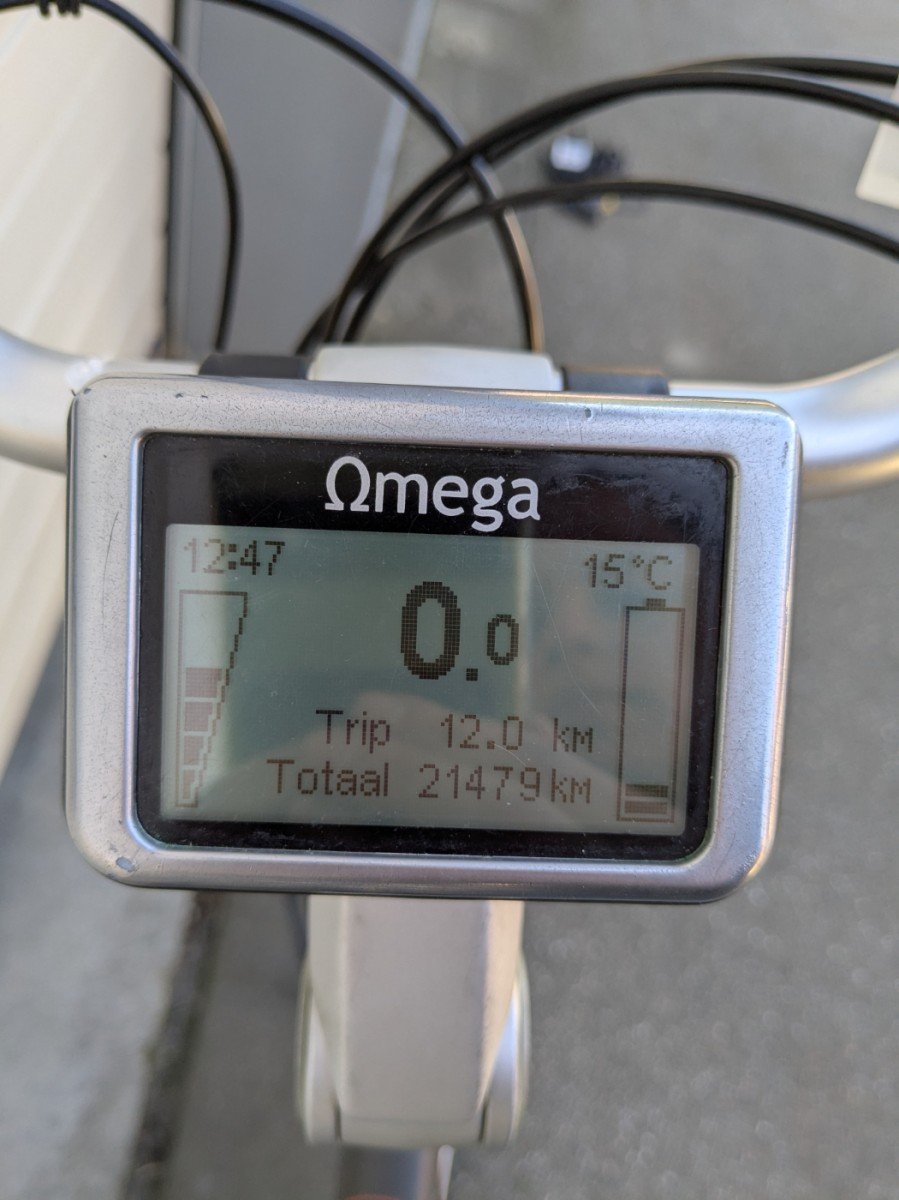 Ωmega
12:47 15°C
0.0
Trip 12.0 km
Totaal 21479 km